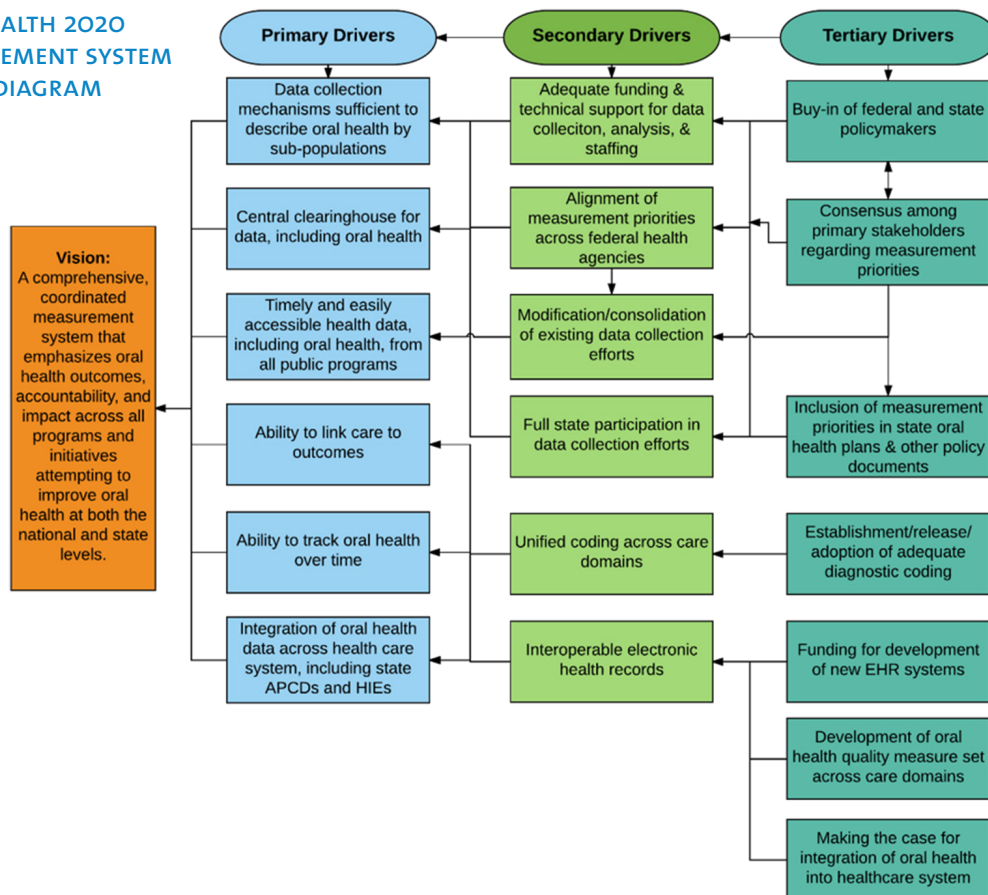 ALTH 2020
EMENT SYSTEM
DIAGRAM
Primary Drivers
Secondary Drivers
Tertiary Drivers
Vision:
A comprehensive,
coordinated
measurement
system that
emphasizes oral
health outcomes,
accountability, and
impact across all
programs and
initiatives
attempting to
improve oral
health at both the
national and state
levels.
Data collection
mechanisms sufficient to
describe oral health by
sub-populations
Central clearinghouse for
data, including oral health
Timely and easily
accessible health data,
including oral health, from
all public programs
Ability to link care to
outcomes
Ability to track oral health
over time
Integration of oral health
data across health care
system, including state
APCDs and HIEs
Adequate funding &
technical support for data
colleciton, analysis, &
staffing
Alignment of
measurement priorities
across federal health
agencies
Modification/consolidation
of existing data collection
efforts
Full state participation in
data collection efforts
Unified coding across care
domains
Interoperable electronic
health records
Buy-in of federal and state
policymakers
Consensus among
primary stakeholders
regarding measurement
priorities
Inclusion of measurement
priorities in state oral
health plans & other policy
documents
Establishment/release/
adoption of adequate
diagnostic coding
Funding for development
of new EHR systems
Development of oral
health quality measure set
across care domains
Making the case for
integration of oral health
into healthcare system